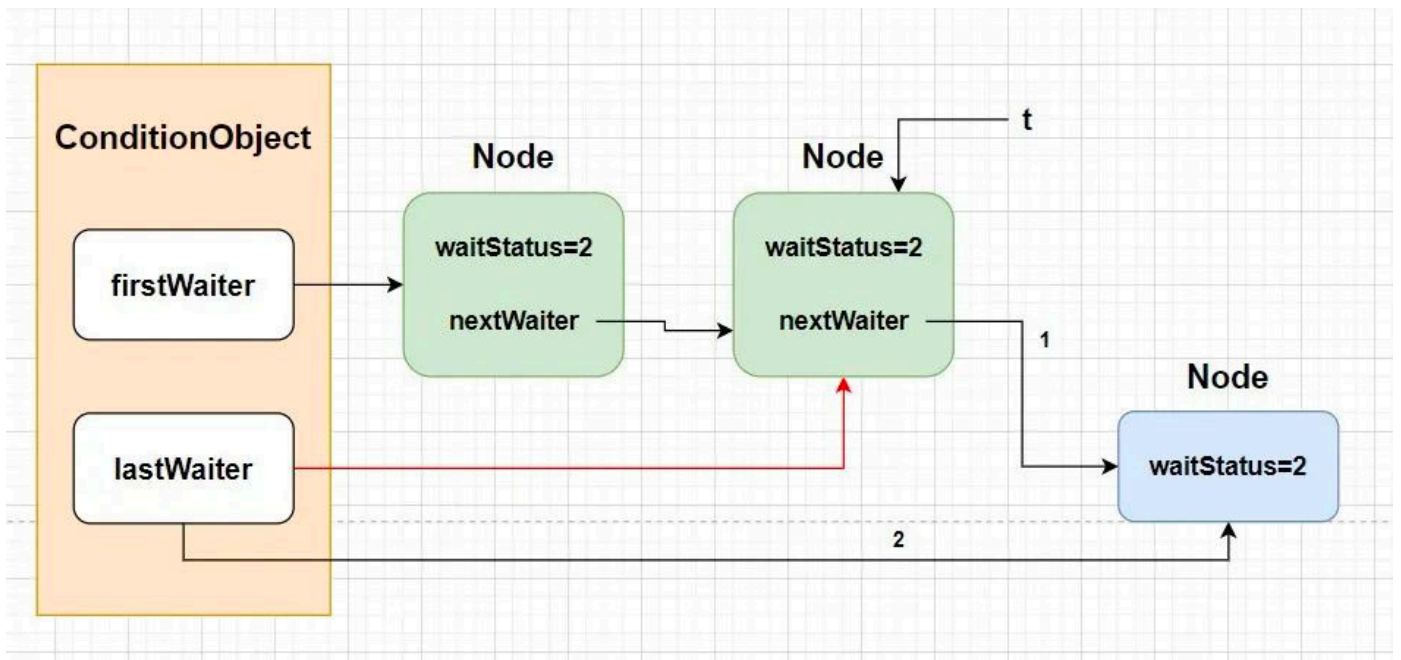 ConditionObject
firstWaiter
lastWaiter
Node
waitStatus=2
nextWaiter
Node
waitStatus=2
nextWaiter
t
1
Node
waitStatus=2
2